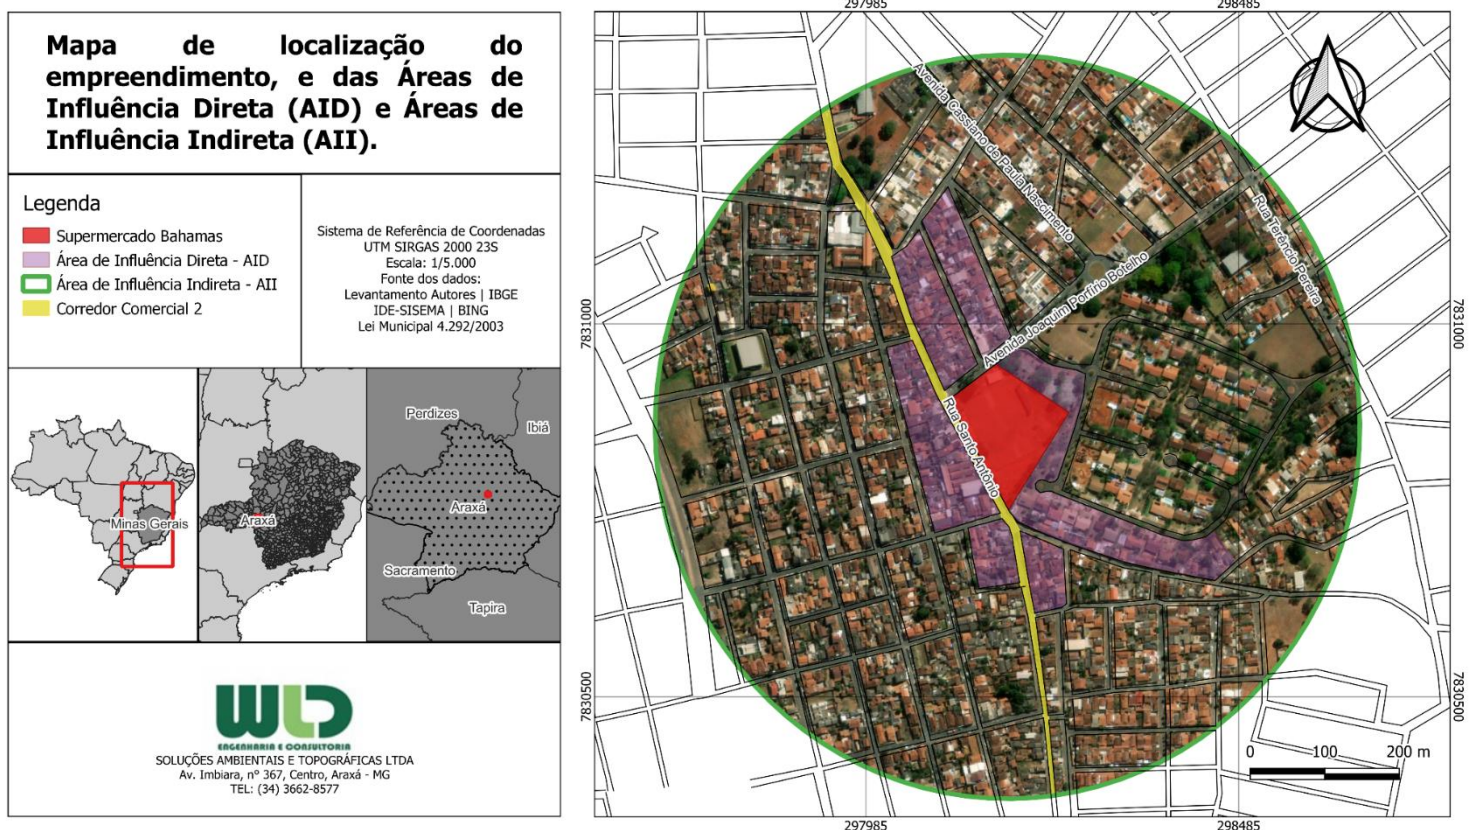 Mapa de localização do
empreendimento, e das Áreas de
Influência Direta (AID) e Áreas de
Influência Indireta (AII).
Legenda
Supermercado Bahamas
Área de Influência Direta - AID
Área de Influência Indireta - AII
Corredor Comercial 2
Sistema de Referência de Coordenadas
UTM SIRGAS 2000 23S
Escala: 1/5.000
Fonte dos dados:
Levantamento Autores | IBGE
IDE-SISEMA | BING
Lei Municipal 4.292/2003
Minas Gerais
Araxá
Perdizes
Ibiá
Araxá
Sacramento
Tapira
WLD
ENGENHARIA E CONSULTORIA
SOLUÇÕES AMBIENTAIS E TOPOGRÁFICAS LTDA
Av. Imbiara, nº 367, Centro, Araxá - MG
TEL: (34) 3662-8577
297985
298485
Avenida Cassiano de Paula Nascimento
Rua Terêncio Pereira
Avenida Joaquim Porfírio Botelho
Rua Santo Antônio
7831000
7831000
7830500
7830500
0 100 200 m
297985
298485